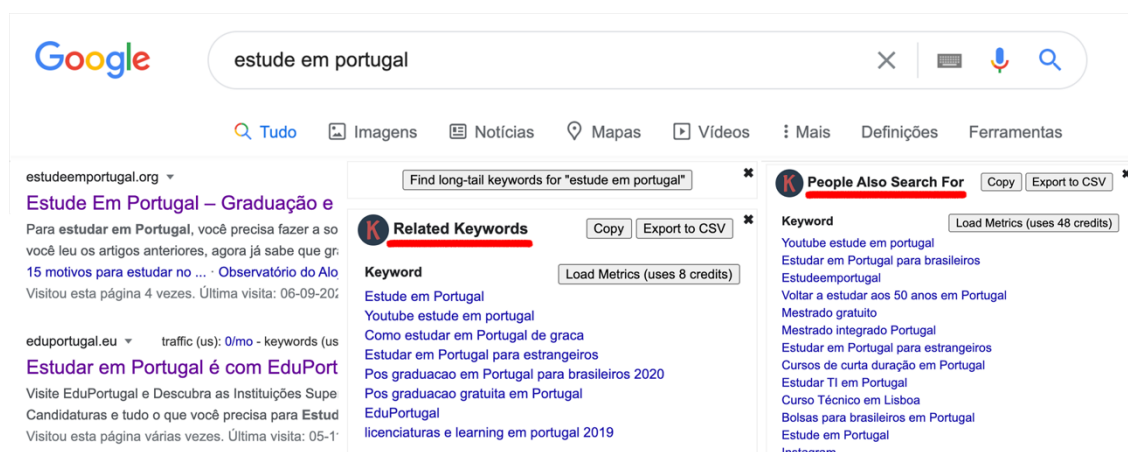 Google
estude em portugal
Tudo Imagens Notícias Mapas Vídeos Mais Definições Ferramentas
estudeemportugal.org
Estude Em Portugal – Graduação e
Para estudar em Portugal, você precisa fazer a so
você leu os artigos anteriores, agora já sabe que
15 motivos para estudar no ... · Observatório do
Visitou esta página 4 vezes. Última visita:
eduportugal.eu traffic (us): 0/mo - keywords (us
Estudar em Portugal é com EduPort
Visite EduPortugal e Descubra as Instituições Supe
Candidaturas e tudo o que você precisa para Estud
Visitou esta página várias vezes. Última visita:
Find long-tail keywords for "estude em portugal"
K Related Keywords Copy Export to CSV
Keyword Load Metrics (uses 8 credits)
Estude em Portugal
Youtube estude em portugal
Como estudar em Portugal de graca
Estudar em Portugal para estrangeiros
Pos graduacao em Portugal para brasileiros 2020
Pos graduacao gratuita em Portugal
EduPortugal
licenciaturas e learning em portugal 2019
K People Also Search For Copy Export to CSV
Keyword Load Metrics (uses 48 credits)
Youtube estude em portugal
Estudar em Portugal para brasileiros
Estudeemportugal
Voltar a estudar aos 50 anos em Portugal
Mestrado gratuito
Mestrado integrado Portugal
Estudar em Portugal para estrangeiros
Cursos de curta duração em Portugal
Estudar TI em Portugal
Curso Técnico em Lisboa
Bolsas para brasileiros em Portugal
Estude em Portugal